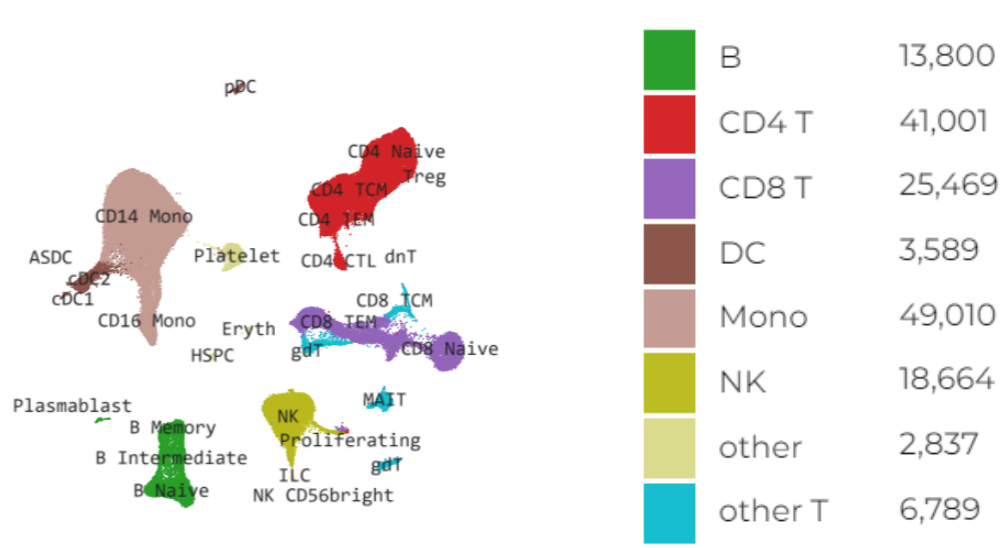 pDC
CD4 Naive
Treg
CD4 TCM
CD14 Mono
CD4 TEM
Platelet
ASDC
CD4 CTL
dnT
cDC2
cDC1
CD8 TCM
CD16 Mono
CD8 TEM
Eryth
gdT
CD8 Naive
HSPC
MAIT
Plasmablast
NK
B Memory
Proliferating
B Intermediate
gdT
ILC
B Naive
NK CD56bright
B 13,800
CD4 T 41,001
CD8 T 25,469
DC 3,589
Mono 49,010
NK 18,664
other 2,837
other T 6,789